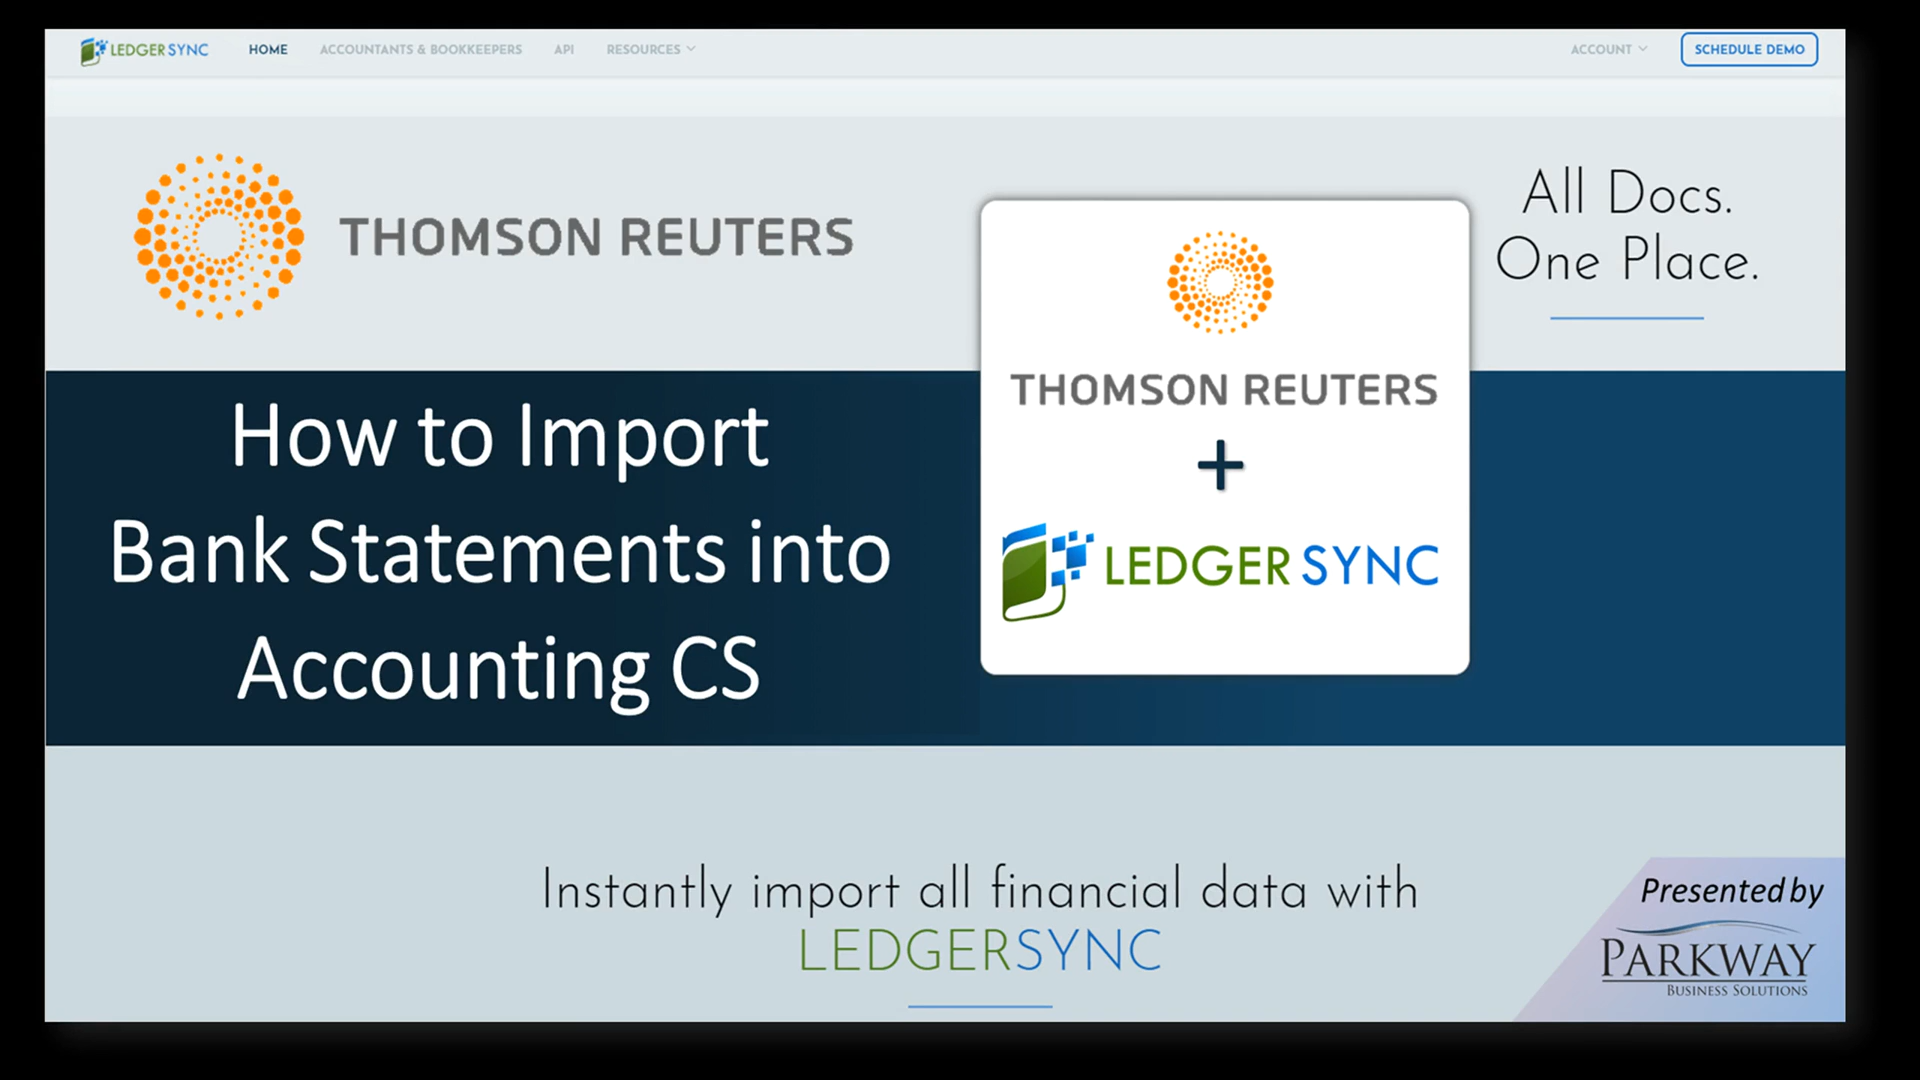 LEDGER SYNC
HOME
ACCOUNTANTS & BOOKKEEPERS
API
RESOURCES
ACCOUNT
SCHEDULE DEMO
THOMSON REUTERS
All Docs.
One Place.
How to Import
Bank Statements into
Accounting CS
THOMSON REUTERS
+
LEDGER SYNC
Instantly import all financial data with
LEDGERSYNC
Presented by
PARKWAY
BUSINESS SOLUTIONS